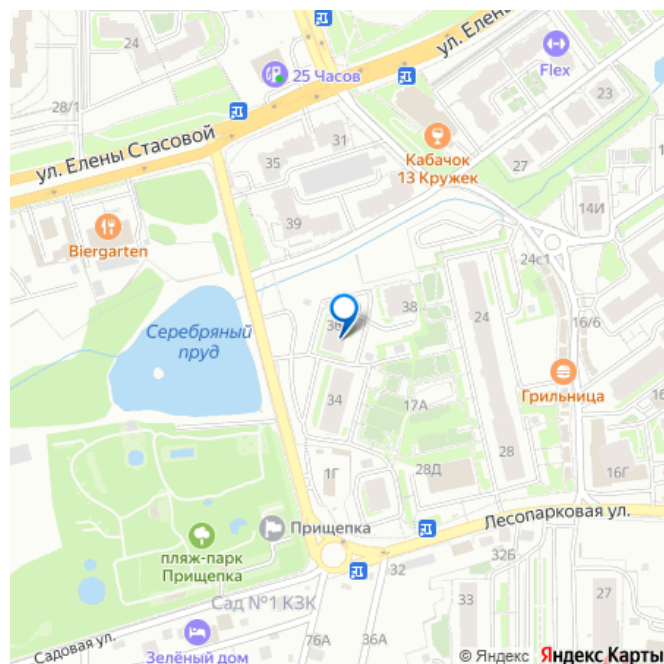 ул. Елены
24
25 Часов
Flex
28/1
23
ул. Елены Стасовой
31
35
Кабачок
13 Кружек
27
14И
39
Biergarten
24с1
38
Серебряный
пруд
24
16/6
34
17А
Грильница
28
28Д
16Г
1Г
Лесопарковая ул.
Прищепка
пляж-парк
Прищепка
32
32б
Сад №1 КЗК
33
27
Садовая ул.
76А
36А
Зелёный дом
© Яндекс Яндекс Карты